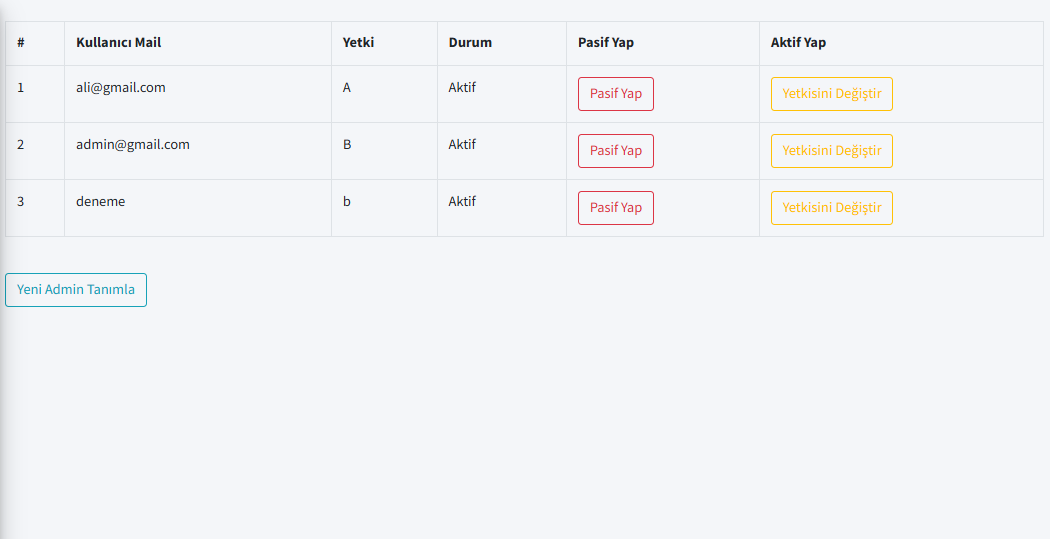 # Kullanıcı Mail Yetki Durum Pasif Yap Aktif Yap
1 ali@gmail.com A Aktif Pasif Yap Yetkisini Değiştir
2 admin@gmail.com B Aktif Pasif Yap Yetkisini Değiştir
3 deneme b Aktif Pasif Yap Yetkisini Değiştir
Yeni Admin Tanımla